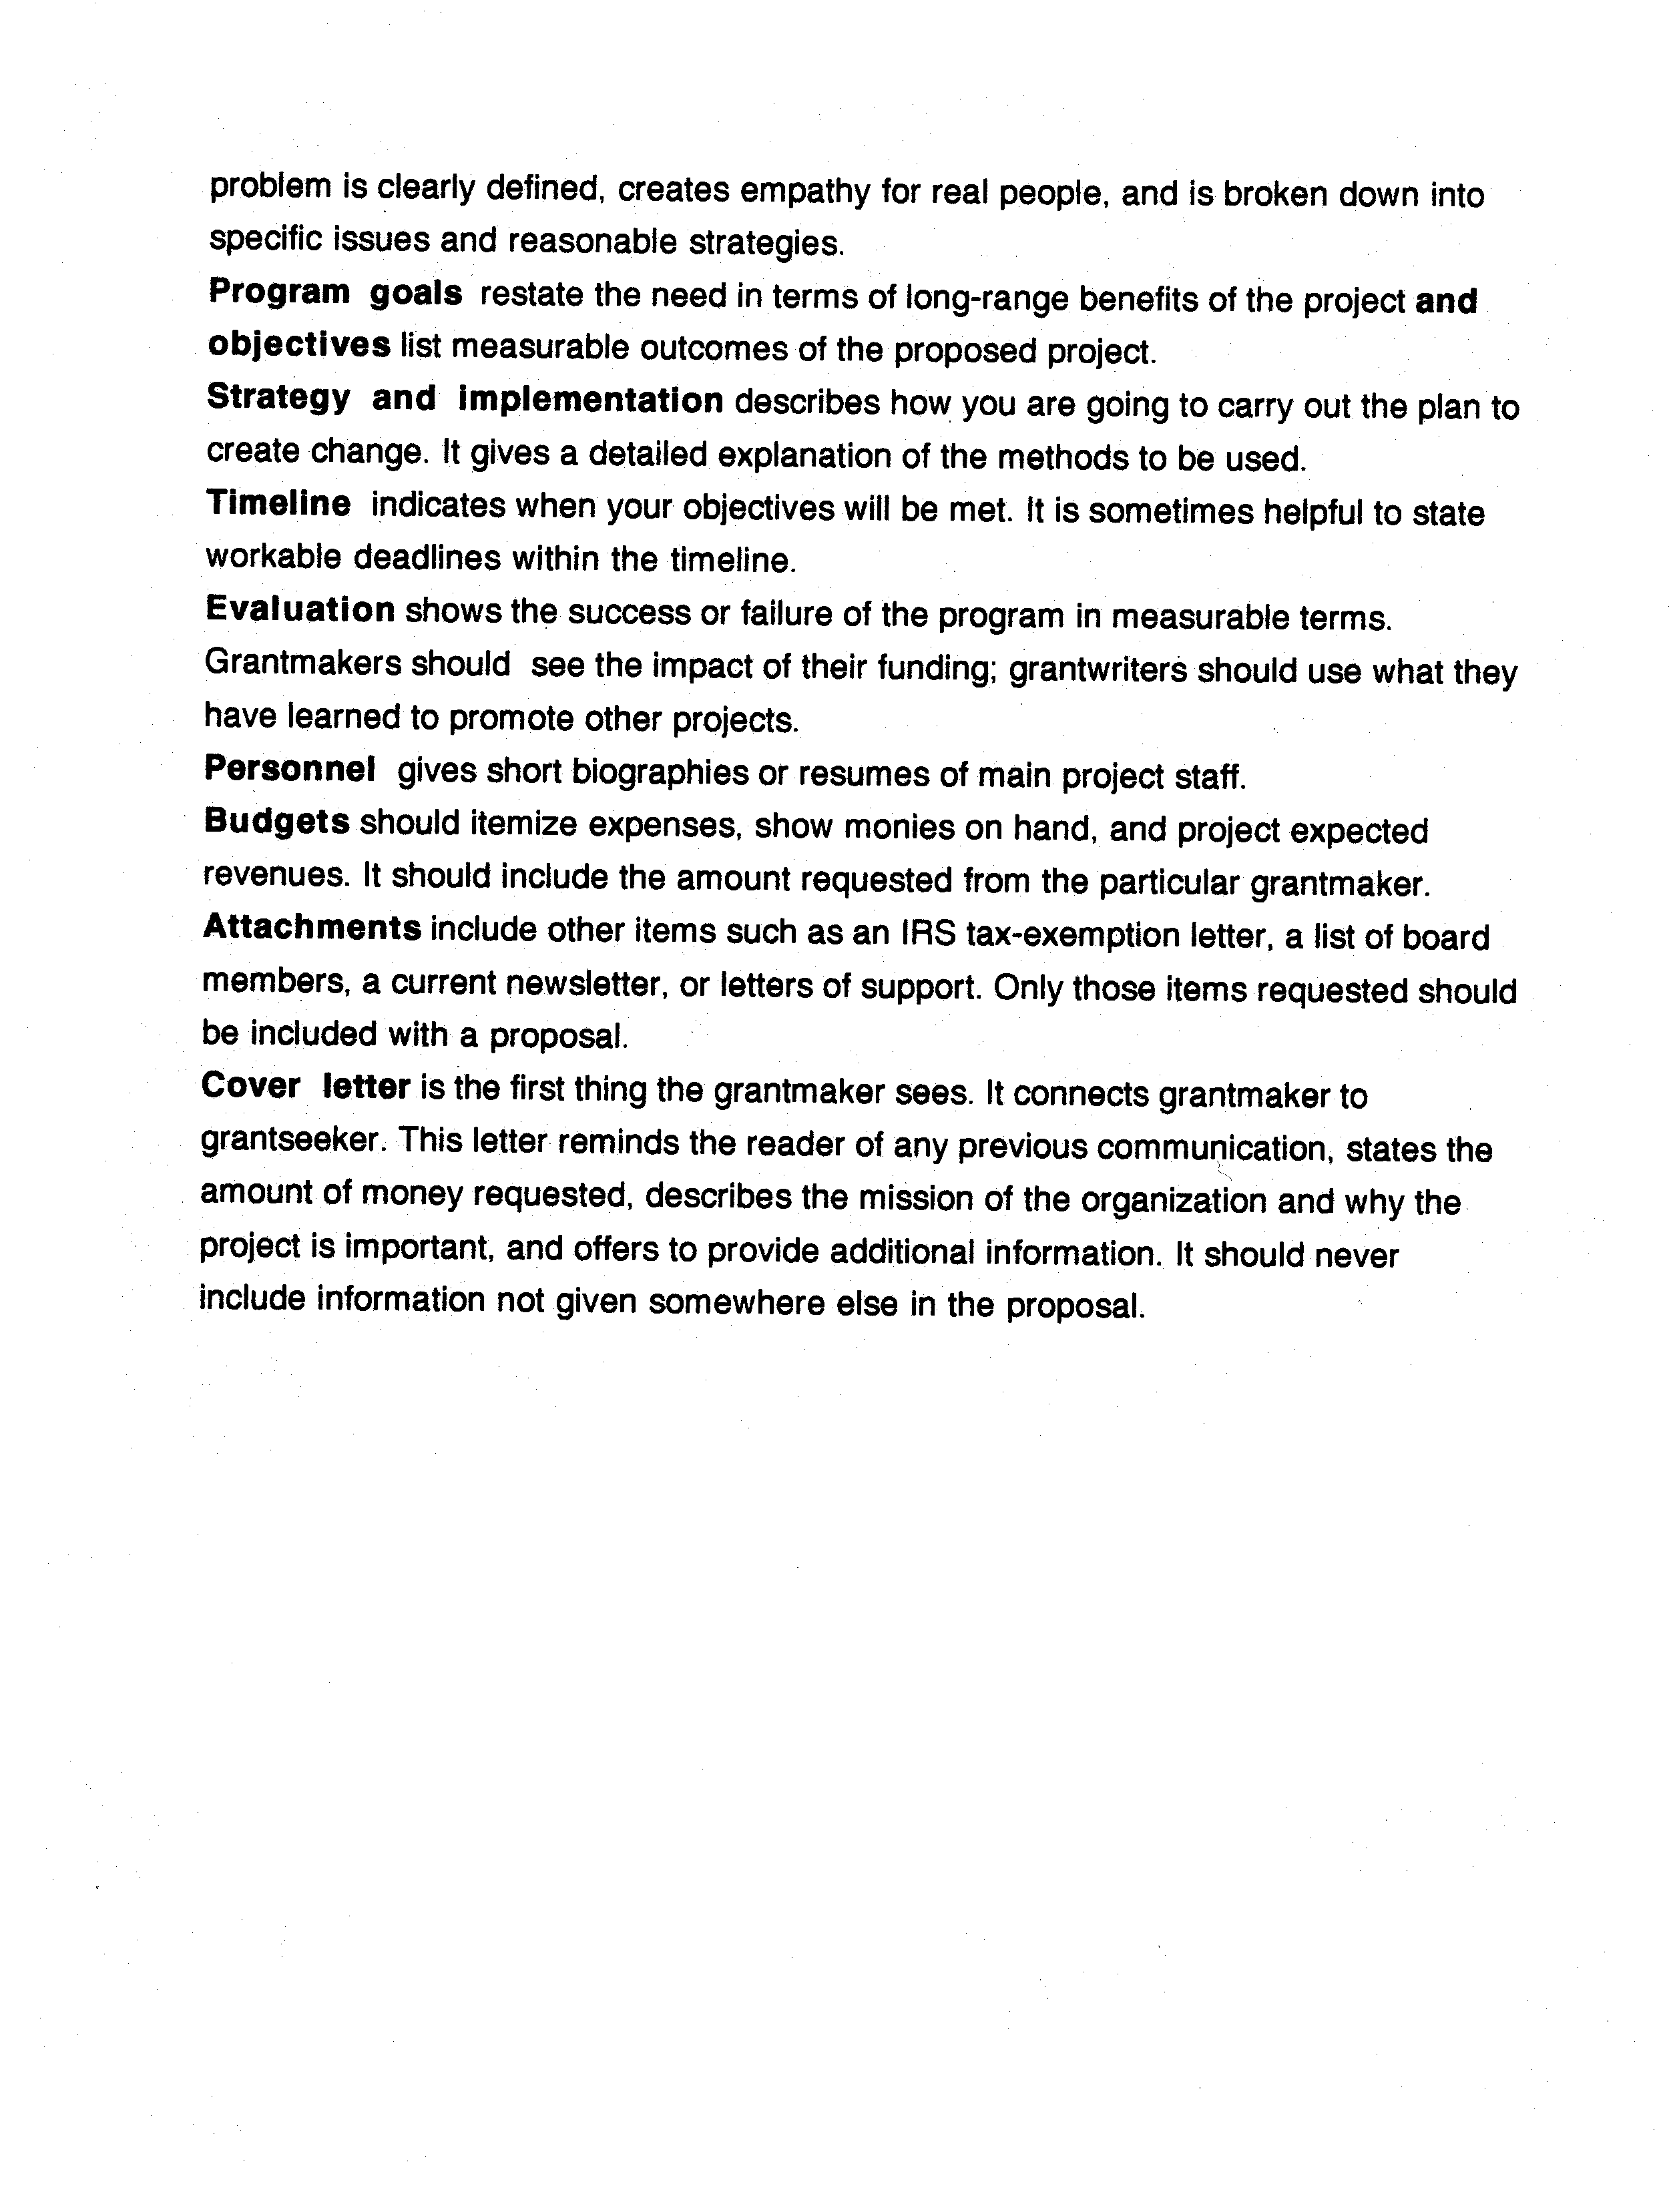 problem is clearly defined, creates empathy for real people, and is broken down into
specific issues and reasonable strategies.
Program goals restate the need in terms of long-range benefits of the project and
objectives list measurable outcomes of the proposed project.
Strategy and implementation describes how you are going to carry out the plan to
create change. It gives a detailed explanation of the methods to be used.
Timeline indicates when your objectives will be met. It is sometimes helpful to state
workable deadlines within the timeline.
Evaluation shows the success or failure of the program in measurable terms.
Grantmakers should see the impact of their funding; grantwriters should use what they
have learned to promote other projects.
Personnel gives short biographies or resumes of main project staff.
Budgets should itemize expenses, show monies on hand, and project expected
revenues. It should include the amount requested from the particular grantmaker.
Attachments include other items such as an IRS tax-exemption letter, a list of board
members, a current newsletter, or letters of support. Only those items requested should
be included with a proposal.
Cover letter is the first thing the grantmaker sees. It connects grantmaker to
grantseeker. This letter reminds the reader of any previous communication, states the
amount of money requested, describes the mission of the organization and why the
project is important, and offers to provide additional information. It should never
include information not given somewhere else in the proposal.